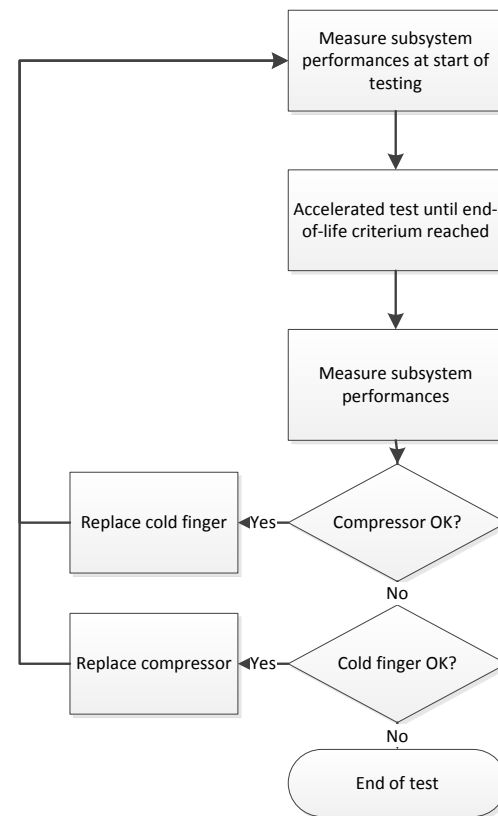 Measure subsystem
performances at start of
testing
Accelerated test until end-
of-life criterium reached
Measure subsystem
performances
Replace cold finger
Yes
Compressor OK?
No
Replace compressor
Yes
Cold finger OK?
No
End of test